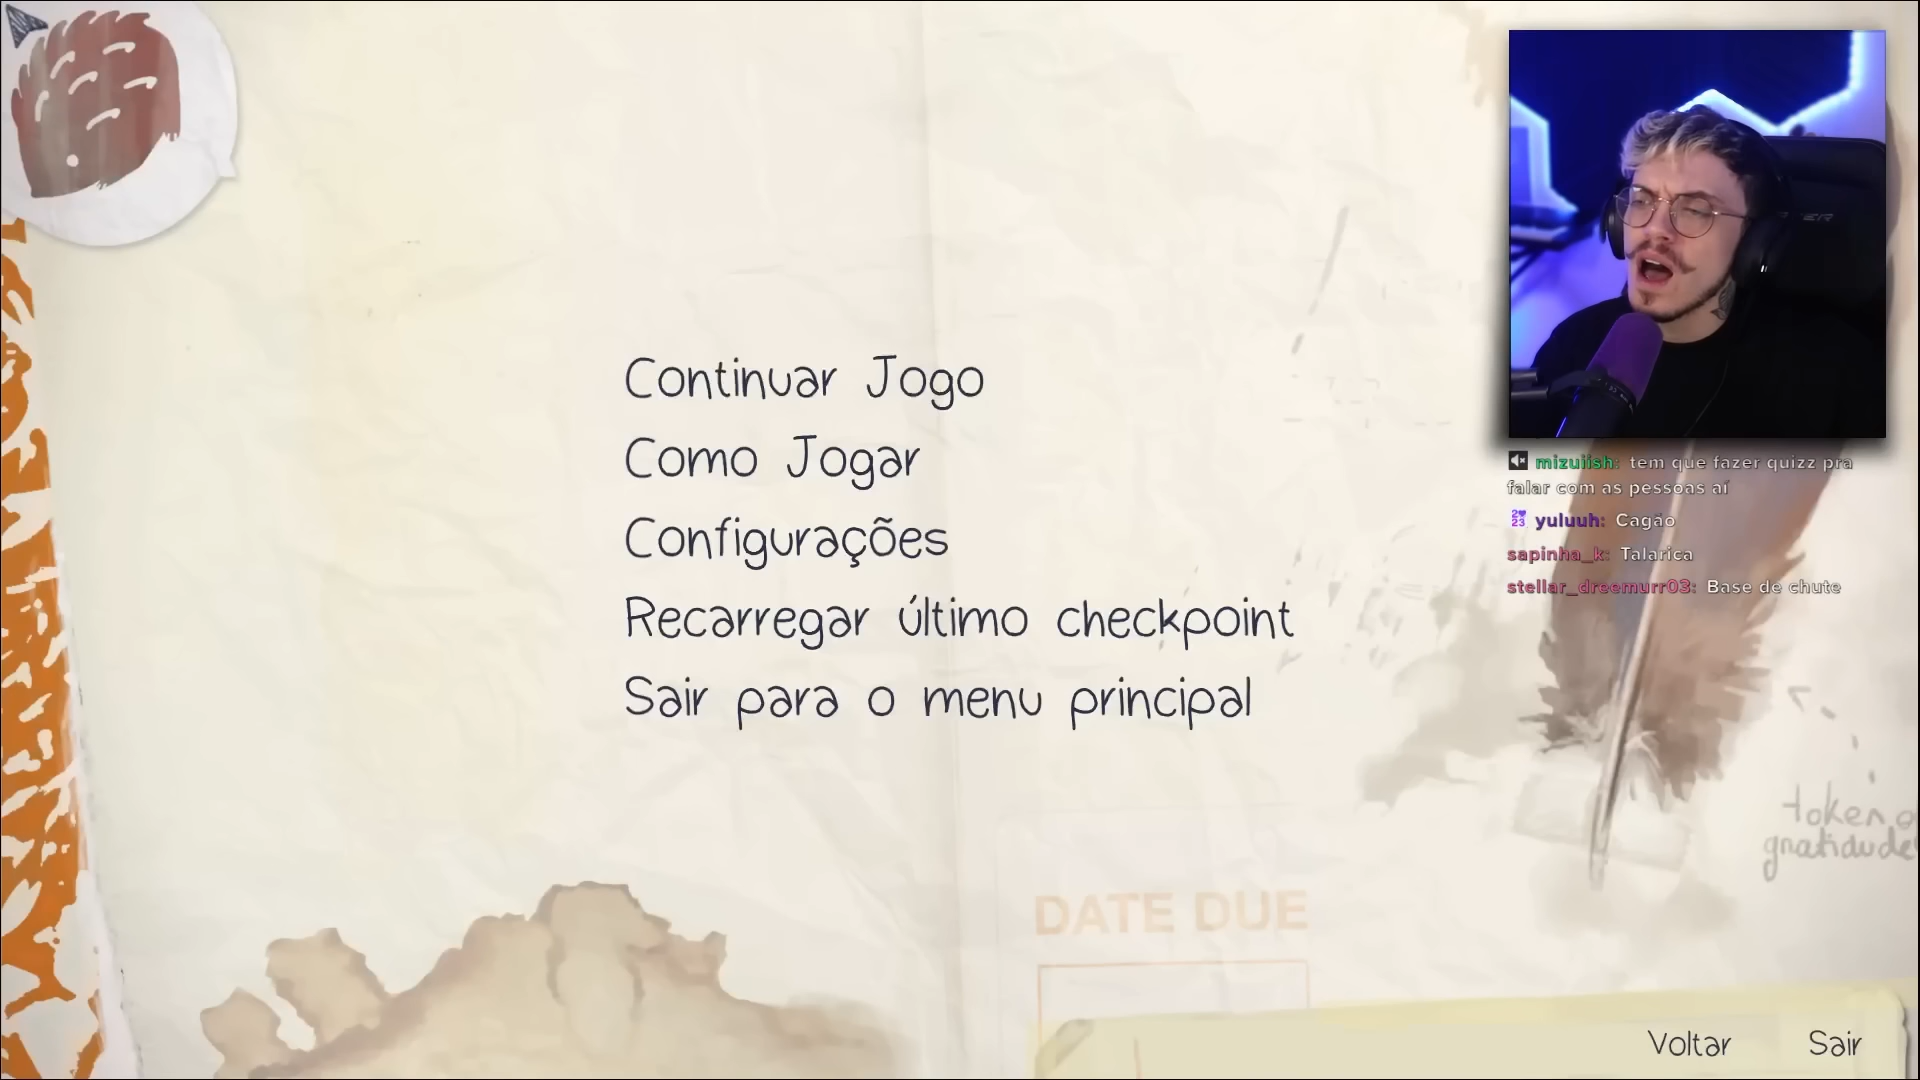 Continuar Jogo
Como Jogar
Configurações
Recarregar último checkpoint
Sair para o menu principal
mizuiish: tem que fazer quizz pra
falar com as pessoas aí
yuluuh: Cagão
sapinha_k: Talarica
stellar_dreemurr03: Base de chute
token o
gratidude
DATE DUE
Voltar
Sair